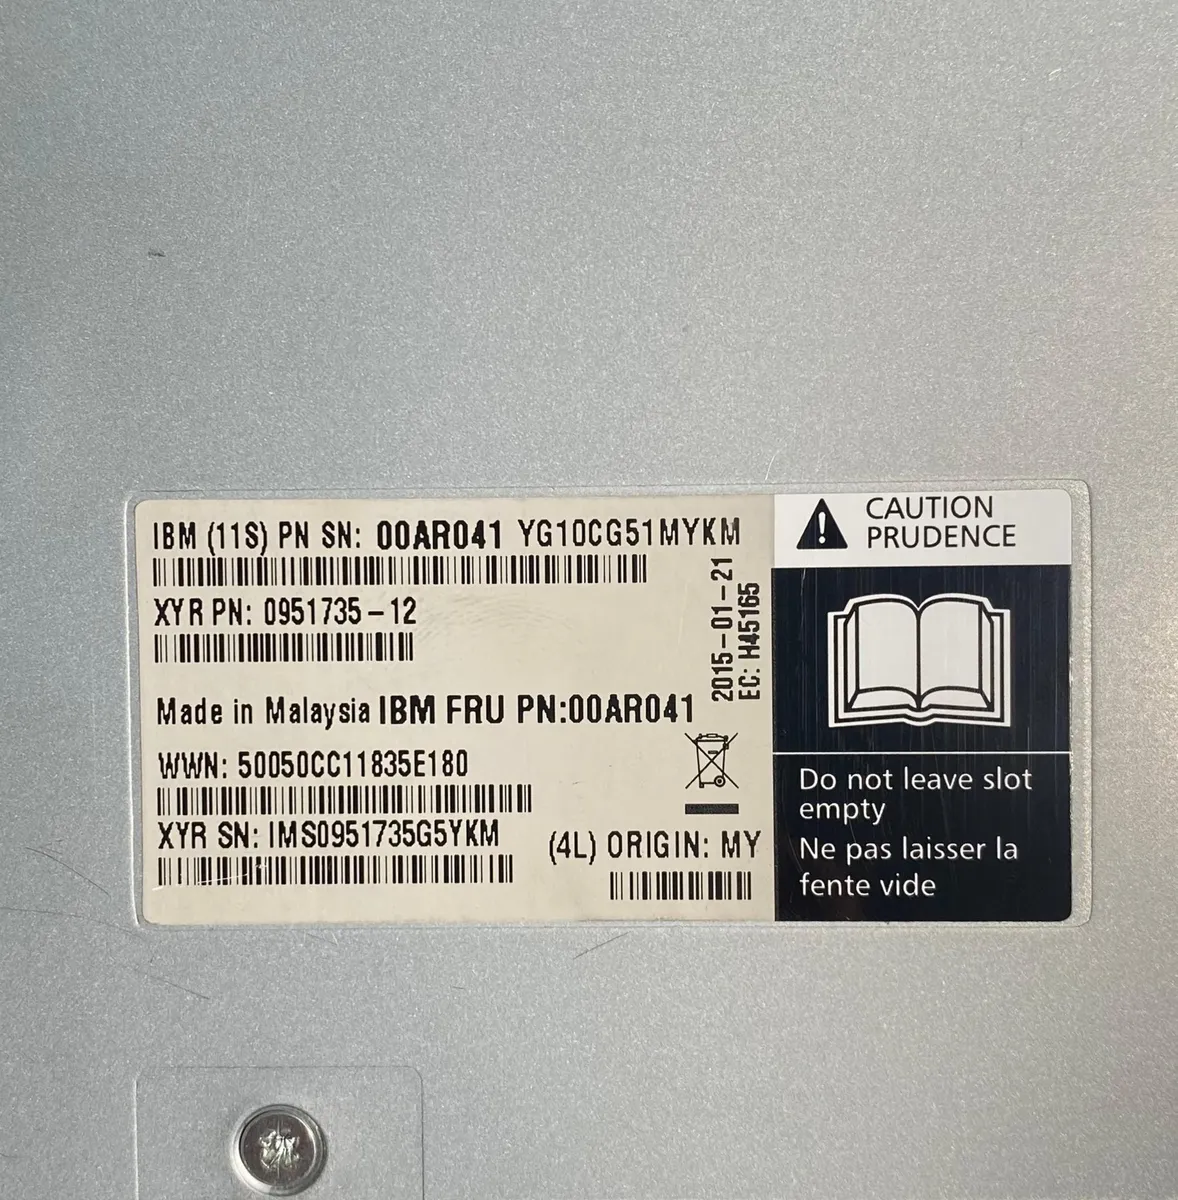 IBM (11S) PN SN: 00AR041 YG10CG51MYKM
XYR PN: 0951735-12
2015-01-21
EC: H45165
Made in Malaysia IBM FRU PN:00AR041
WWN: 50050CC11835E180
XYR SN: IMS0951735G5YKM
(4L) ORIGIN: MY
CAUTION
PRUDENCE
Do not leave slot
empty
Ne pas laisser la
fente vide